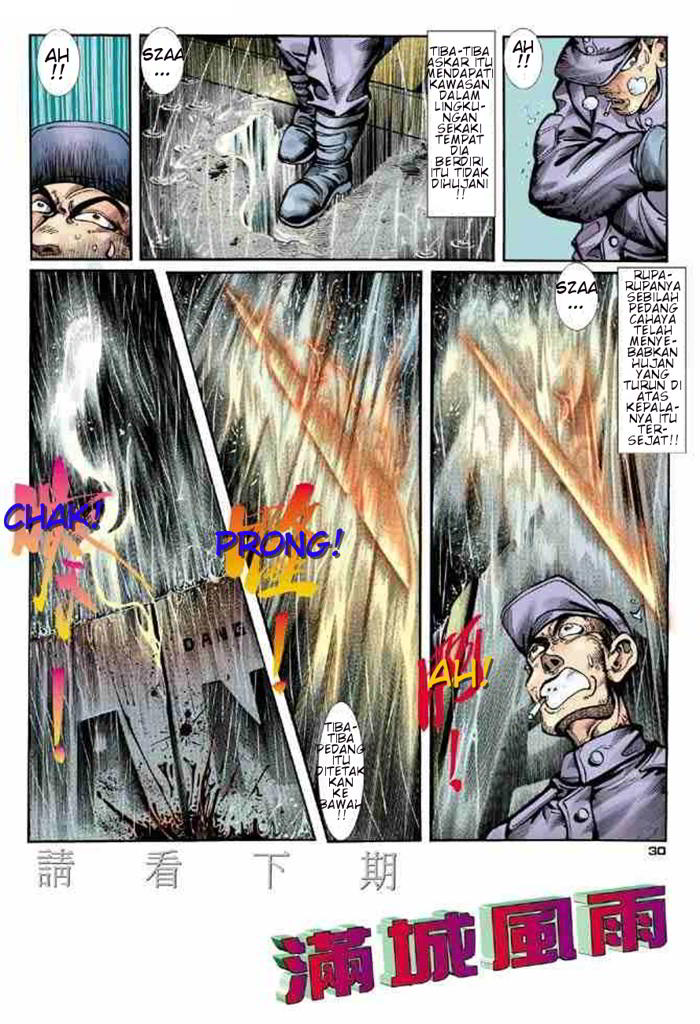 AH
!!
SZAA
...
TIBA-TIBA
ASKAR ITU
MENDAPATI
KAWASAN
DALAM
LINGKU-
NGAN
SEKAKI
TEMPAT
DIA
BERDIRI
ITU TIDAK
DIHUJANI
!!
AH
!!
CHAK!
DANG
PRONG!
TIBA-
TIBA
PEDANG
ITU
DITETAK
KAN
KE
BAWAH
!!
SZAA
...
RUPA-
RUPANYA
SEBILAH
PEDANG
CAHAYA
TELAH
MENYE-
BABKAN
HUJAN
YANG
TURUN DI
ATAS
KEPALA-
NYA ITU
TER-
SEJAT!!
AH!
30
請看下期
滿城風雨